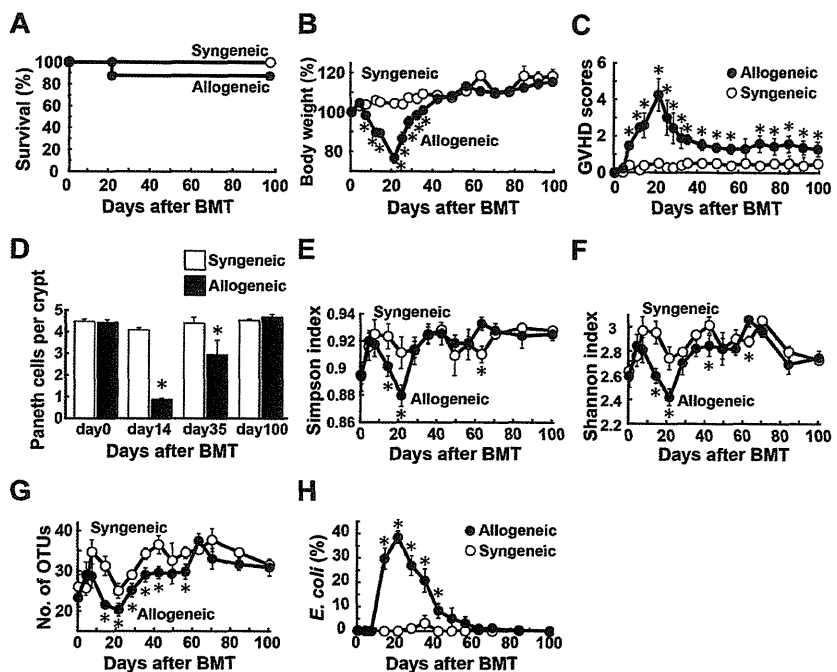 A
Survival (%)
100
80
60
40
20
0
Syngeneic
Allogeneic
0 20 40 60 80 100
Days after BMT
B
Body weight (%)
120
100
80
Syngeneic
Allogeneic
* * * * * * * * *
0 20 40 60 80 100
Days after BMT
C
GVHD scores
6
4
2
0
Allogeneic
Syngeneic
* * * * * * * * * * * * * * * *
0 20 40 60 80 100
Days after BMT
D
Syngeneic
Allogeneic
Paneth cells per crypt
5
4
3
2
1
0
* *
day0 day14 day35 day100
Days after BMT
E
Simpson index
0.94
0.92
0.9
0.88
0.86
Syngeneic
Allogeneic
* * *
0 20 40 60 80 100
Days after BMT
F
Shannon index
3
2.8
2.6
2.4
2.2
Syngeneic
Allogeneic
* * * *
0 20 40 60 80 100
Days after BMT
G
No. of OTUs
40
30
20
Syngeneic
Allogeneic
* * * * * *
0 20 40 60 80 100
Days after BMT
H
E. coli (%)
40
30
20
10
0
Allogeneic
Syngeneic
* * * * *
0 20 40 60 80 100
Days after BMT